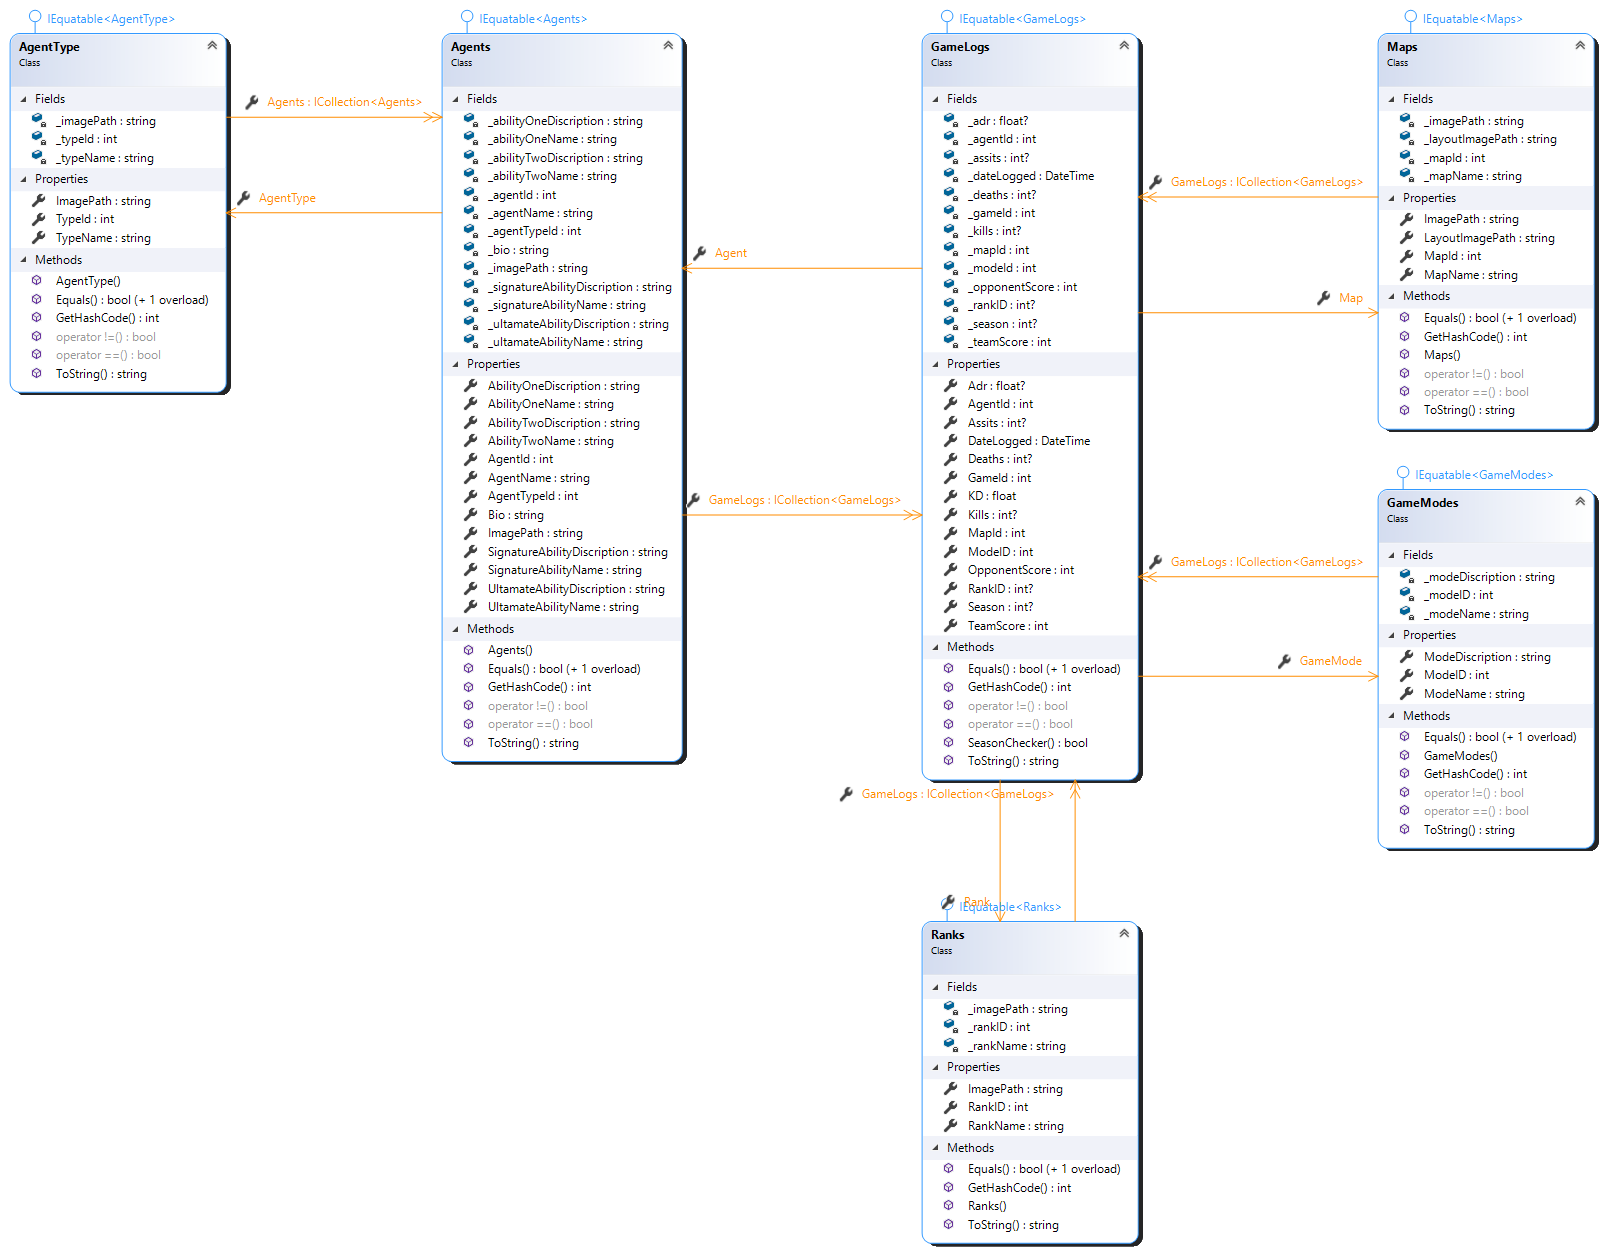 IEquatable<AgentType>
AgentType
Class
Fields
_imagePath : string
_typeId : int
_typeName : string
Properties
ImagePath : string
TypeId : int
TypeName : string
Methods
AgentType()
Equals() : bool (+ 1 overload)
GetHashCode() : int
operator !=() : bool
operator ==() : bool
ToString() : string
Agents : ICollection<Agents>
AgentType
IEquatable<Agents>
Agents
Class
Fields
_abilityOneDiscription : string
_abilityOneName : string
_abilityTwoDiscription : string
_abilityTwoName : string
_agentId : int
_agentName : string
_agentTypeId : int
_bio : string
_imagePath : string
_signatureAbilityDiscription : string
_signatureAbilityName : string
_ultamateAbilityDiscription : string
_ultamateAbilityName : string
Properties
AbilityOneDiscription : string
AbilityOneName : string
AbilityTwoDiscription : string
AbilityTwoName : string
AgentId : int
AgentName : string
AgentTypeId : int
Bio : string
ImagePath : string
SignatureAbilityDiscription : string
SignatureAbilityName : string
UltamateAbilityDiscription : string
UltamateAbilityName : string
Methods
Agents()
Equals() : bool (+ 1 overload)
GetHashCode() : int
operator !=() : bool
operator ==() : bool
ToString() : string
Agent
GameLogs : ICollection<GameLogs>
IEquatable<GameLogs>
GameLogs
Class
Fields
_adr : float?
_agentId : int
_assits : int?
_dateLogged : DateTime
_deaths : int?
_gameId : int
_kills : int?
_mapId : int
_modeId : int
_opponentScore : int
_rankID : int?
_season : int?
_teamScore : int
Properties
Adr : float?
AgentId : int
Assits : int?
DateLogged : DateTime
Deaths : int?
GameId : int
KD : float
Kills : int?
MapId : int
ModeID : int
OpponentScore : int
RankID : int?
Season : int?
TeamScore : int
Methods
Equals() : bool (+ 1 overload)
GetHashCode() : int
operator !=() : bool
operator ==() : bool
SeasonChecker() : bool
ToString() : string
GameLogs : ICollection<GameLogs>
Map
GameLogs : ICollection<GameLogs>
GameMode
IEquatable<Maps>
Maps
Class
Fields
_imagePath : string
_layoutImagePath : string
_mapId : int
_mapName : string
Properties
ImagePath : string
LayoutImagePath : string
MapId : int
MapName : string
Methods
Equals() : bool (+ 1 overload)
GetHashCode() : int
Maps()
operator !=() : bool
operator ==() : bool
ToString() : string
IEquatable<GameModes>
GameModes
Class
Fields
_modeDiscription : string
_modeID : int
_modeName : string
Properties
ModeDiscription : string
ModeID : int
ModeName : string
Methods
Equals() : bool (+ 1 overload)
GameModes()
GetHashCode() : int
operator !=() : bool
operator ==() : bool
ToString() : string
GameLogs : ICollection<GameLogs>
Rank
IEquatable<Ranks>
Ranks
Class
Fields
_imagePath : string
_rankID : int
_rankName : string
Properties
ImagePath : string
RankID : int
RankName : string
Methods
Equals() : bool (+ 1 overload)
GetHashCode() : int
Ranks()
ToString() : string